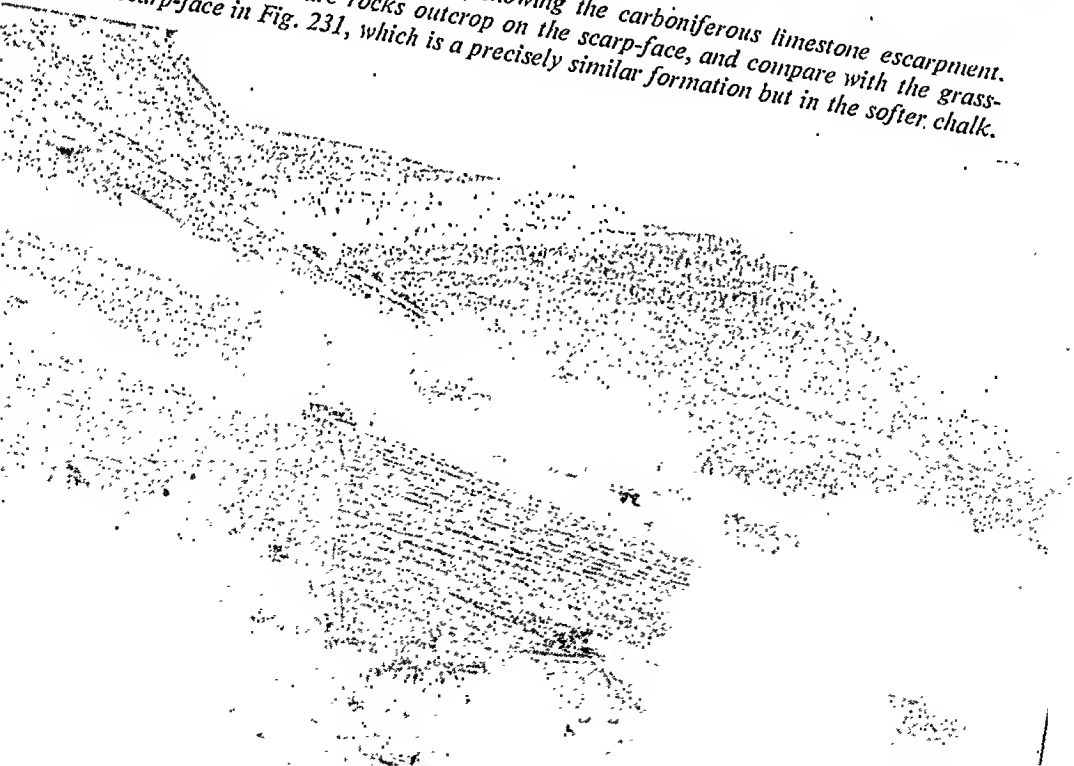 showing the carboniferous limestone escarpment.
rocks outcrop on the scarp-face, and compare with the grass-
scarp-face in Fig. 231, which is a precisely similar formation but in the softer chalk.